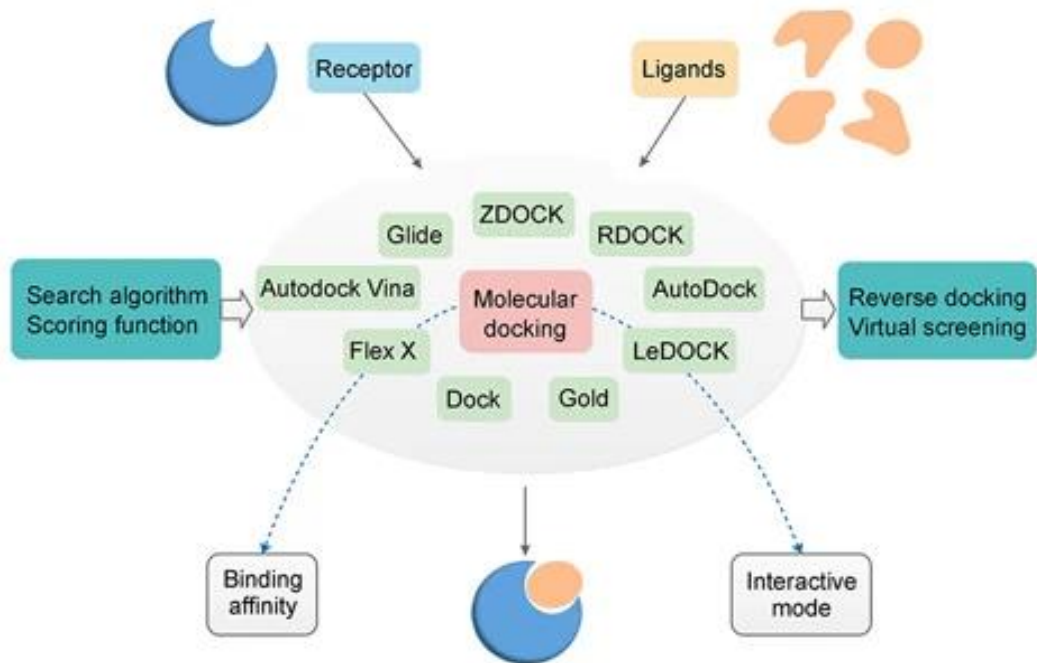 Receptor
Ligands
ZDOCK
Glide
RDOCK
Autodock Vina
AutoDock
Search algorithm
Scoring function
Molecular
docking
Reverse docking
Virtual screening
Flex X
LeDOCK
Dock
Gold
Binding
affinity
Interactive
mode